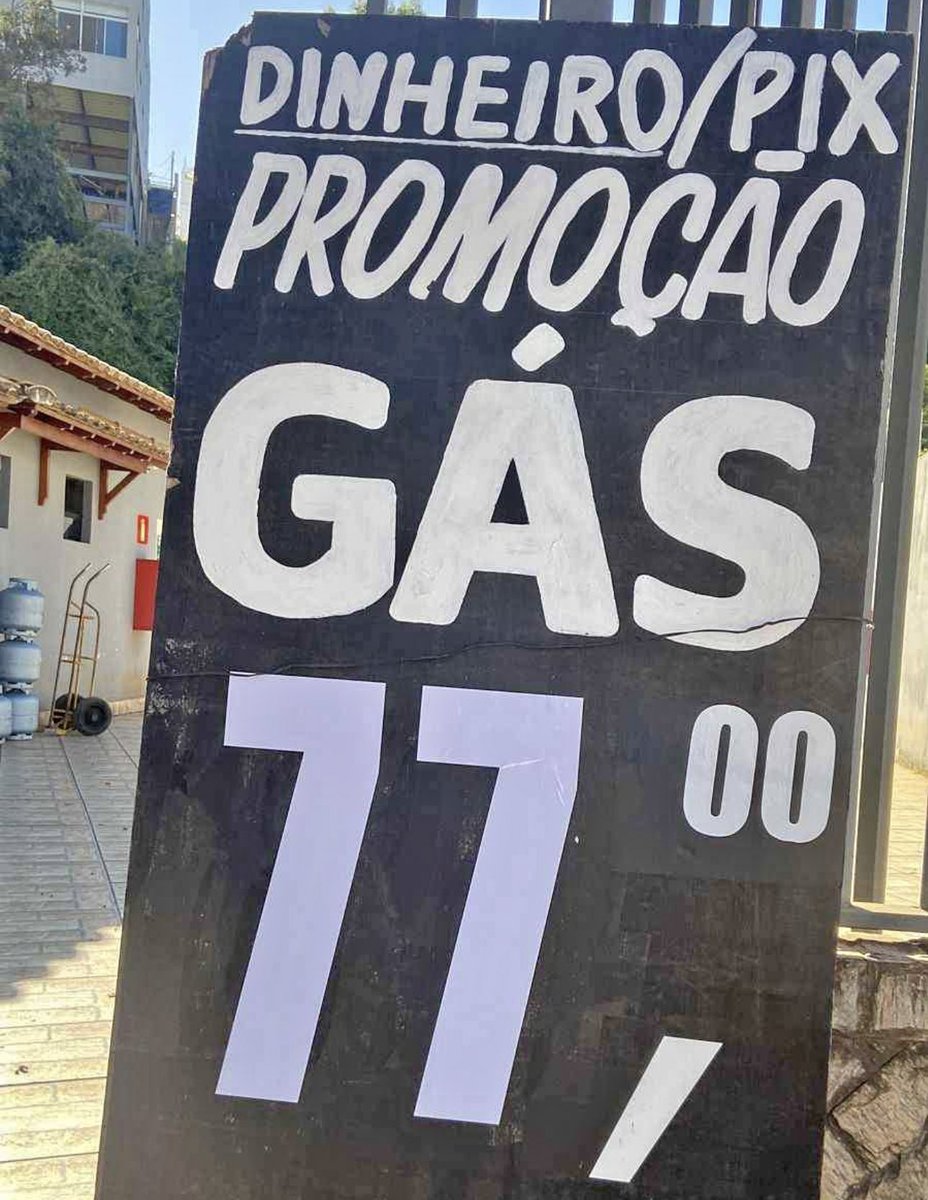 DINHEIRO/PIX
PROMOÇÃO
GÁS
77,00